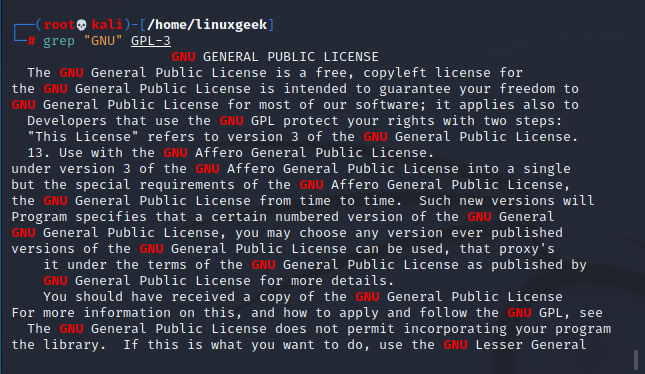 ┌──(root💀kali)-[/home/linuxgeek]
└─# grep "GNU" GPL-3
                    GNU GENERAL PUBLIC LICENSE
  The GNU General Public License is a free, copyleft license for
the GNU General Public License is intended to guarantee your freedom to
GNU General Public License for most of our software; it applies also to
  Developers that use the GNU GPL protect your rights with two steps:
  "This License" refers to version 3 of the GNU General Public License.
  13. Use with the GNU Affero General Public License.
under version 3 of the GNU Affero General Public License into a single
but the special requirements of the GNU Affero General Public License,
the GNU General Public License from time to time.  Such new versions will
Program specifies that a certain numbered version of the GNU General
GNU General Public License, you may choose any version ever published
versions of the GNU General Public License can be used, that proxy's
    it under the terms of the GNU General Public License as published by
    GNU General Public License for more details.
    You should have received a copy of the GNU General Public License
For more information on this, and how to apply and follow the GNU GPL, see
  The GNU General Public License does not permit incorporating your program
the library.  If this is what you want to do, use the GNU Lesser General